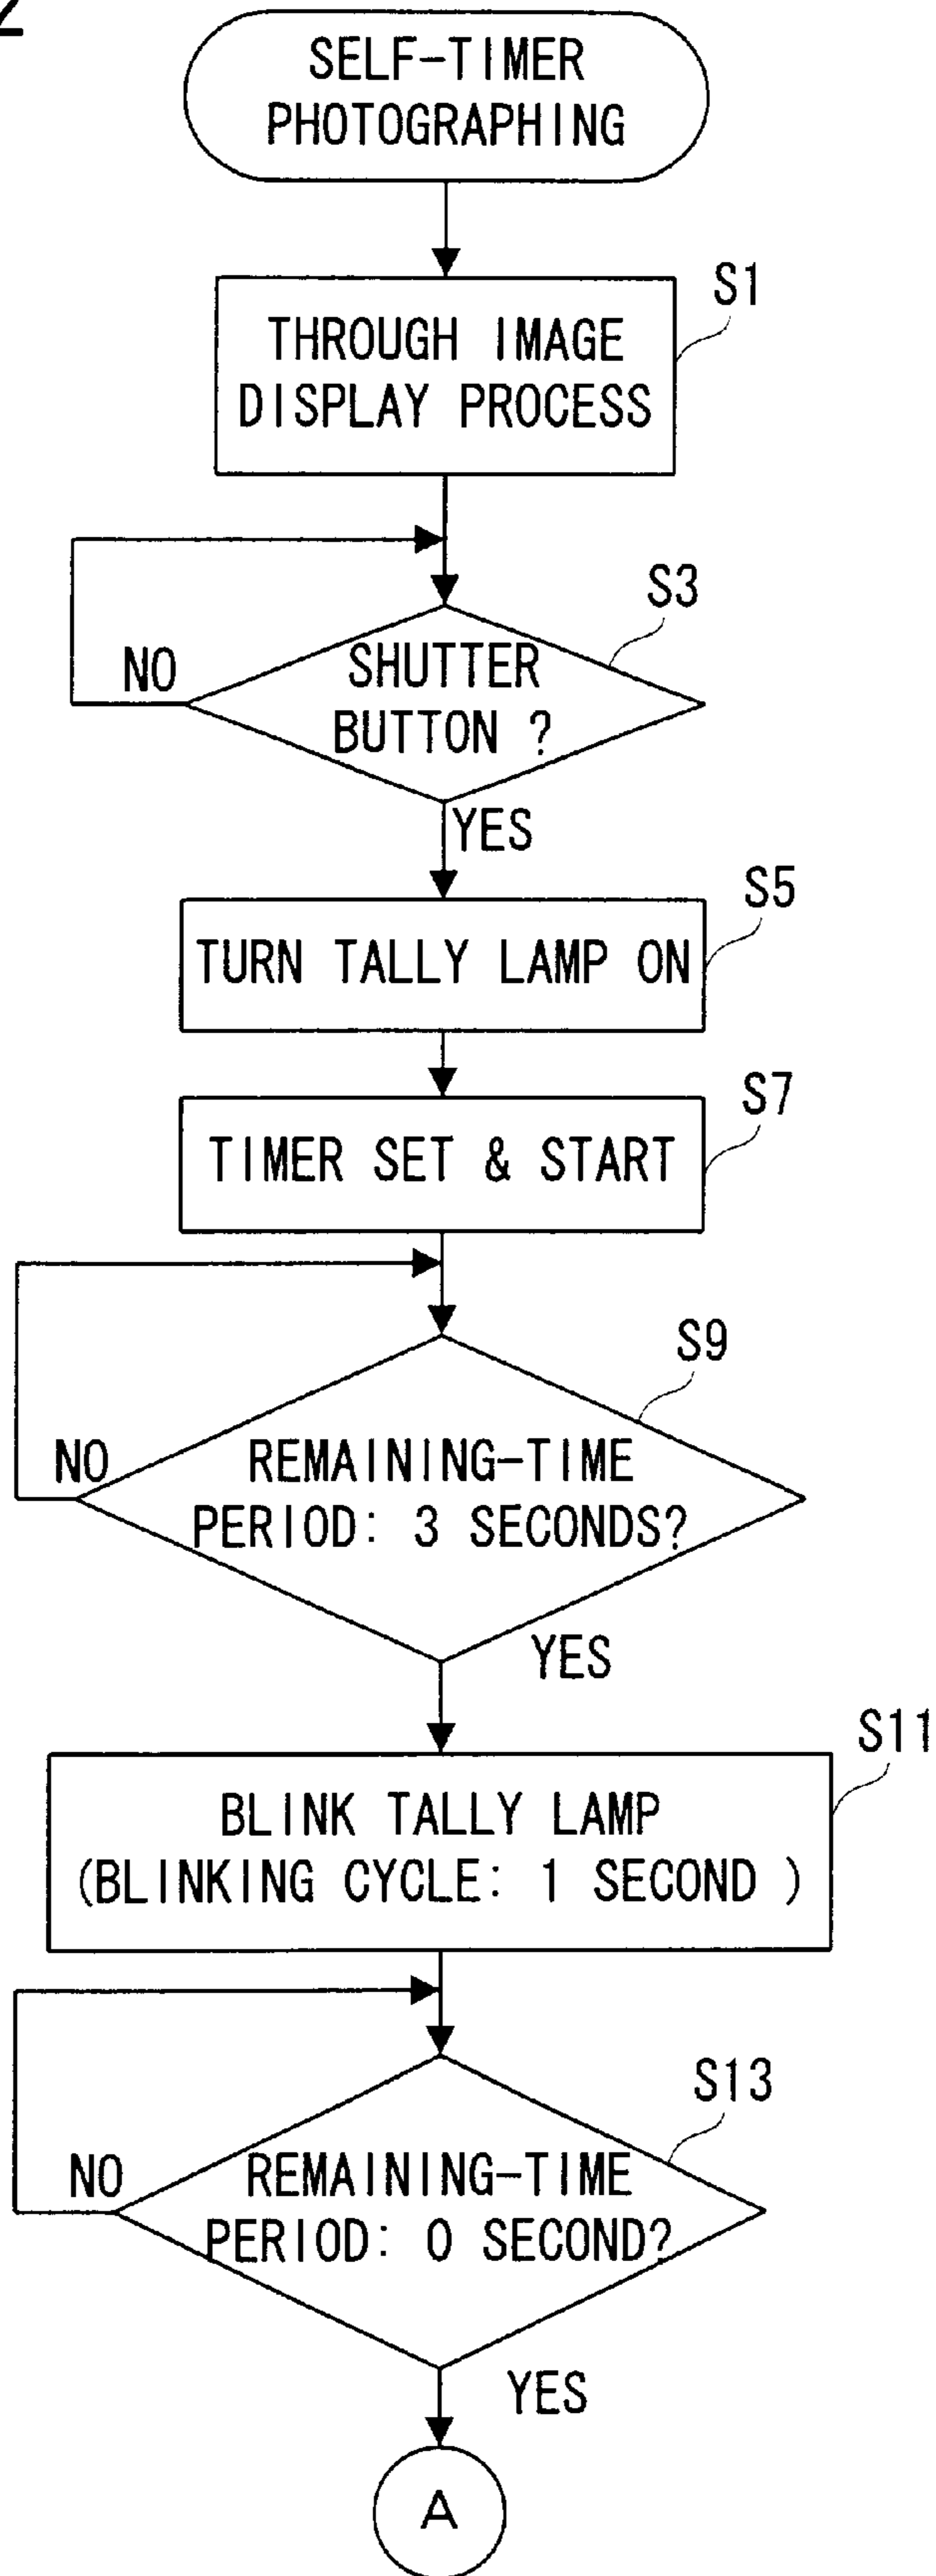 2
SELF-TIMER
PHOTOGRAPHING
S1
THROUGH IMAGE
DISPLAY PROCESS
S3
NO
SHUTTER
BUTTON ?
YES
S5
TURN TALLY LAMP ON
S7
TIMER SET & START
S9
NO
REMAINING-TIME
PERIOD: 3 SECONDS?
YES
S11
BLINK TALLY LAMP
(BLINKING CYCLE: 1 SECOND )
S13
NO
REMAINING-TIME
PERIOD: 0 SECOND?
YES
A